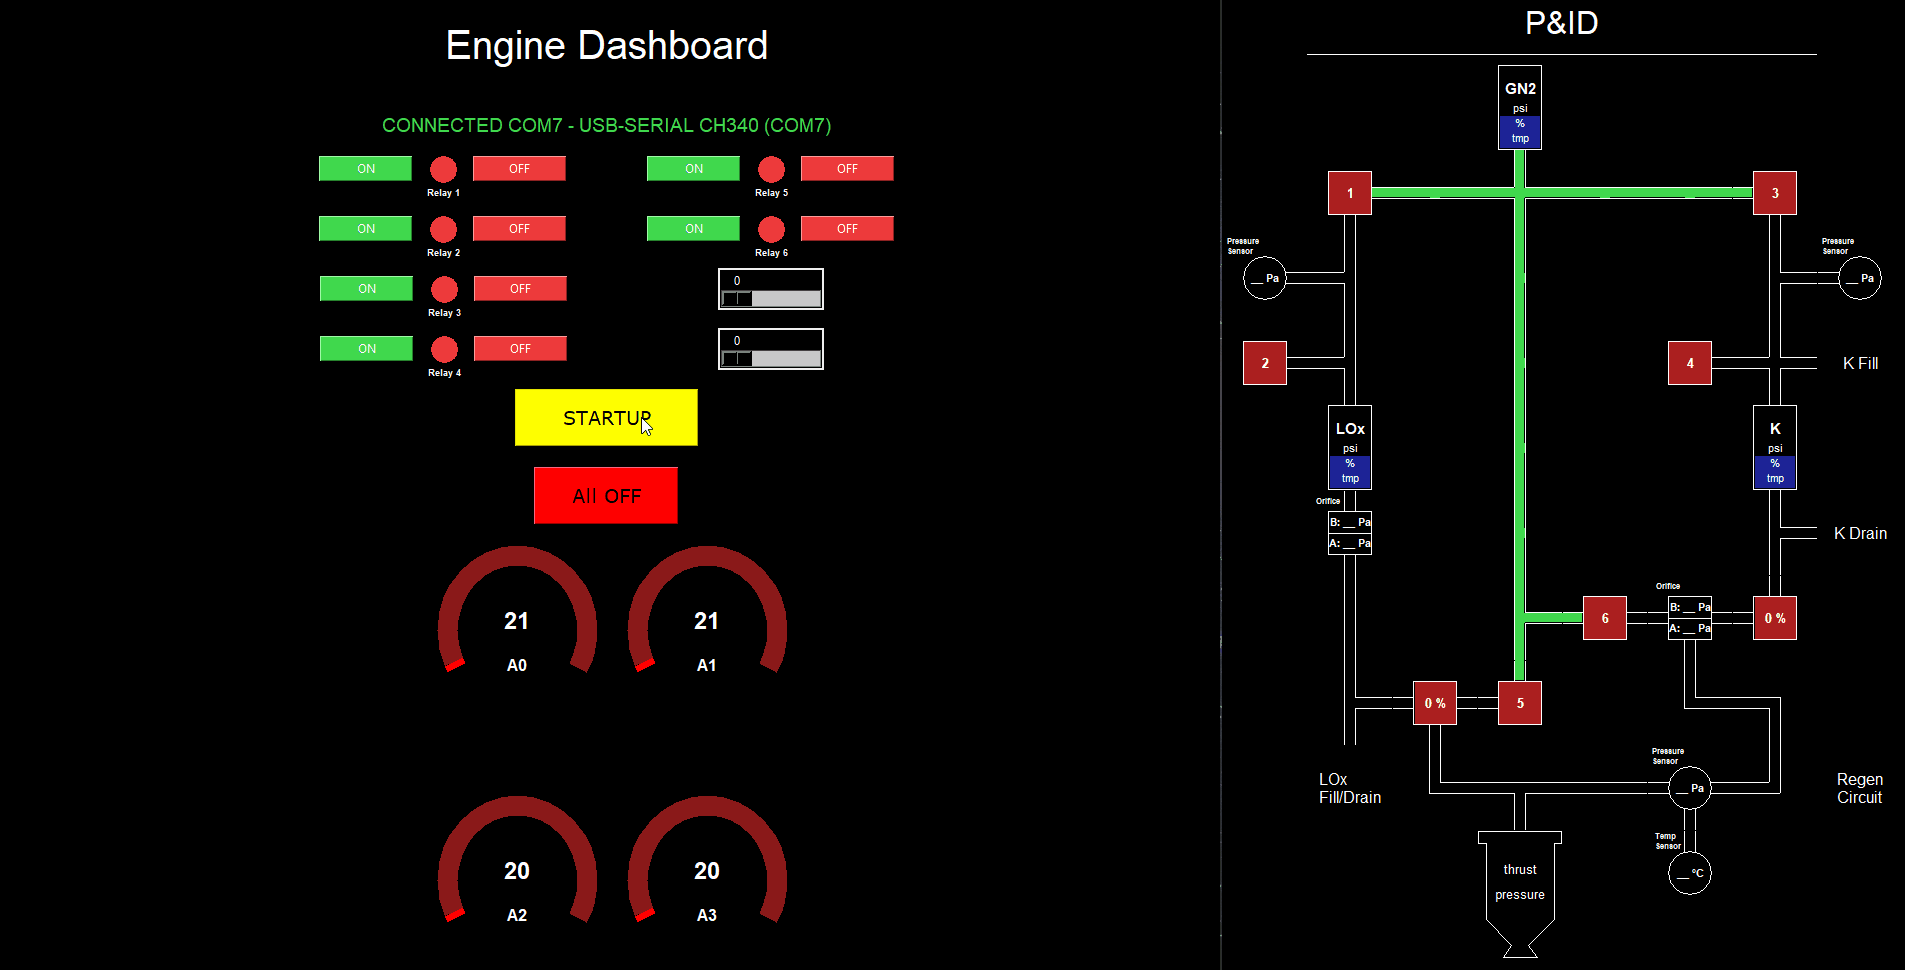 Engine Dashboard
CONNECTED COM7 - USB-SERIAL CH340 (COM7)
ON
OFF
Relay 1
ON
OFF
Relay 5
ON
OFF
Relay 2
ON
OFF
Relay 6
ON
OFF
Relay 3
0
ON
OFF
Relay 4
0
STARTUP
All OFF
21
A0
21
A1
20
A2
20
A3
P&ID
GN2
psi
%
tmp
1
3
Pressure
Sensor
__ Pa
Pressure
Sensor
__ Pa
2
4
K Fill
LOx
psi
%
tmp
K
psi
%
tmp
Orifice
B: __ Pa
A: __ Pa
K Drain
Orifice
6
B: __ Pa
A: __ Pa
0 %
0 %
5
LOx
Fill/Drain
Pressure
Sensor
__ Pa
Regen
Circuit
Temp
Sensor
__ °C
thrust
pressure